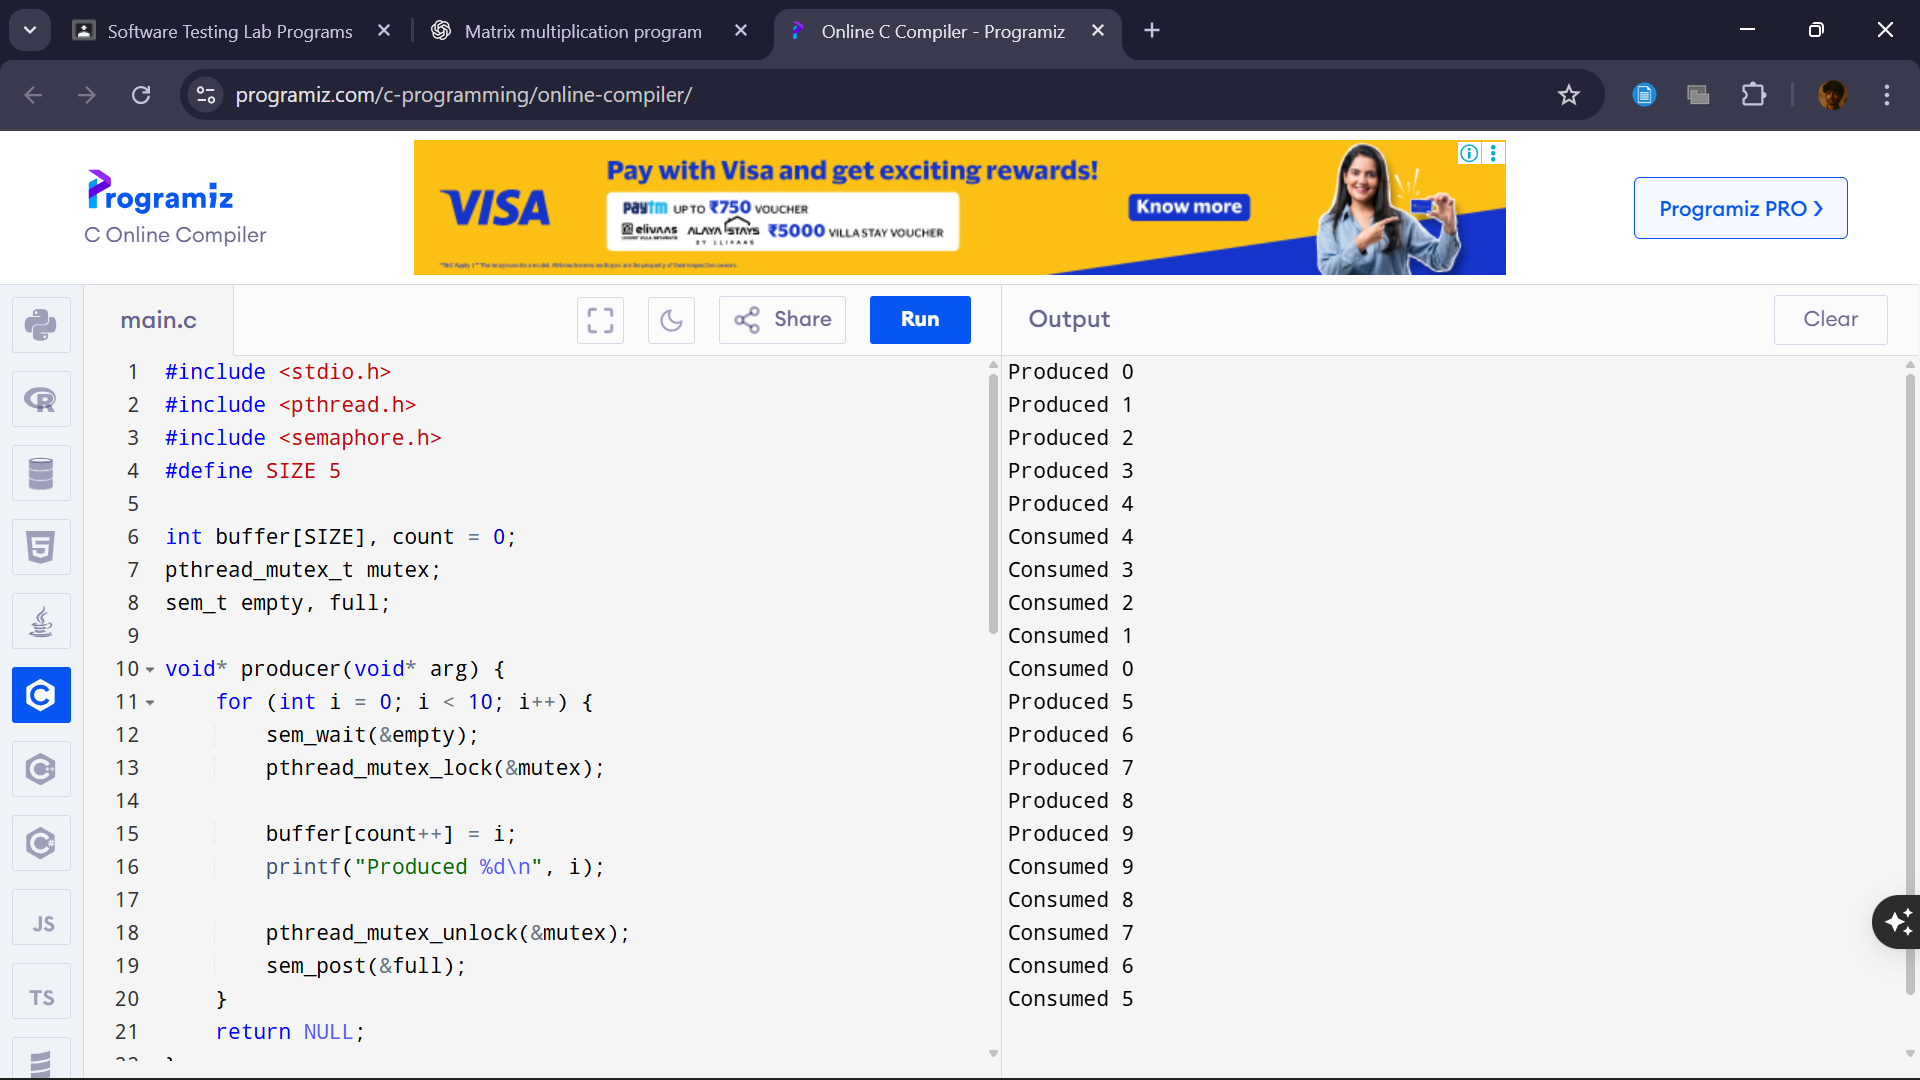 Software Testing Lab Programs
Matrix multiplication program
Online C Compiler - Programiz
programiz.com/c-programming/online-compiler/
Programiz
C Online Compiler
VISA
Pay with Visa and get exciting rewards!
paytm UP TO ₹750 VOUCHER
elivaas ALAYA STAYS ₹5000 VILLA STAY VOUCHER
BY ELIVAAS
Know more
Programiz PRO ›
main.c
Share
Run
Output
Clear
1 #include <stdio.h>
2 #include <pthread.h>
3 #include <semaphore.h>
4 #define SIZE 5
5
6 int buffer[SIZE], count = 0;
7 pthread_mutex_t mutex;
8 sem_t empty, full;
9
10 void* producer(void* arg) {
11 for (int i = 0; i < 10; i++) {
12 sem_wait(&empty);
13 pthread_mutex_lock(&mutex);
14
15 buffer[count++] = i;
16 printf("Produced %d\n", i);
17
18 pthread_mutex_unlock(&mutex);
19 sem_post(&full);
20 }
21 return NULL;
Produced 0
Produced 1
Produced 2
Produced 3
Produced 4
Consumed 4
Consumed 3
Consumed 2
Consumed 1
Consumed 0
Produced 5
Produced 6
Produced 7
Produced 8
Produced 9
Consumed 9
Consumed 8
Consumed 7
Consumed 6
Consumed 5
R
5
C
C
C#
JS
TS